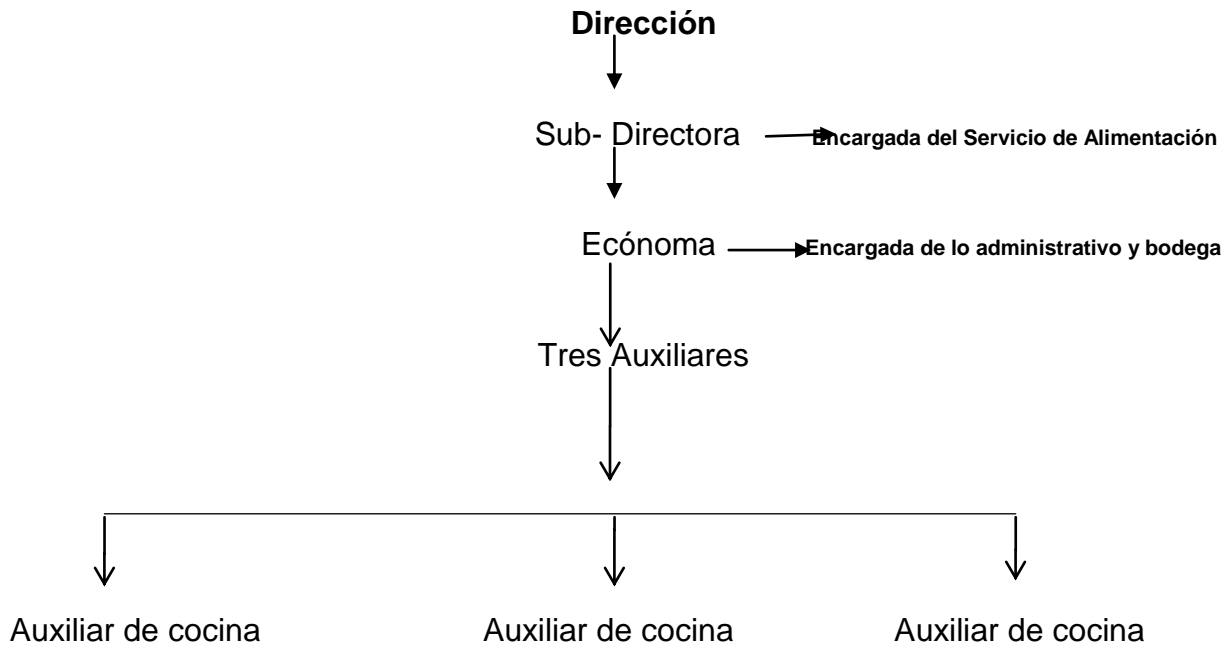 Dirección
Sub- Directora Encargada del Servicio de Alimentación
Ecónoma Encargada de lo administrativo y bodega
Tres Auxiliares
Auxiliar de cocina Auxiliar de cocina Auxiliar de cocina